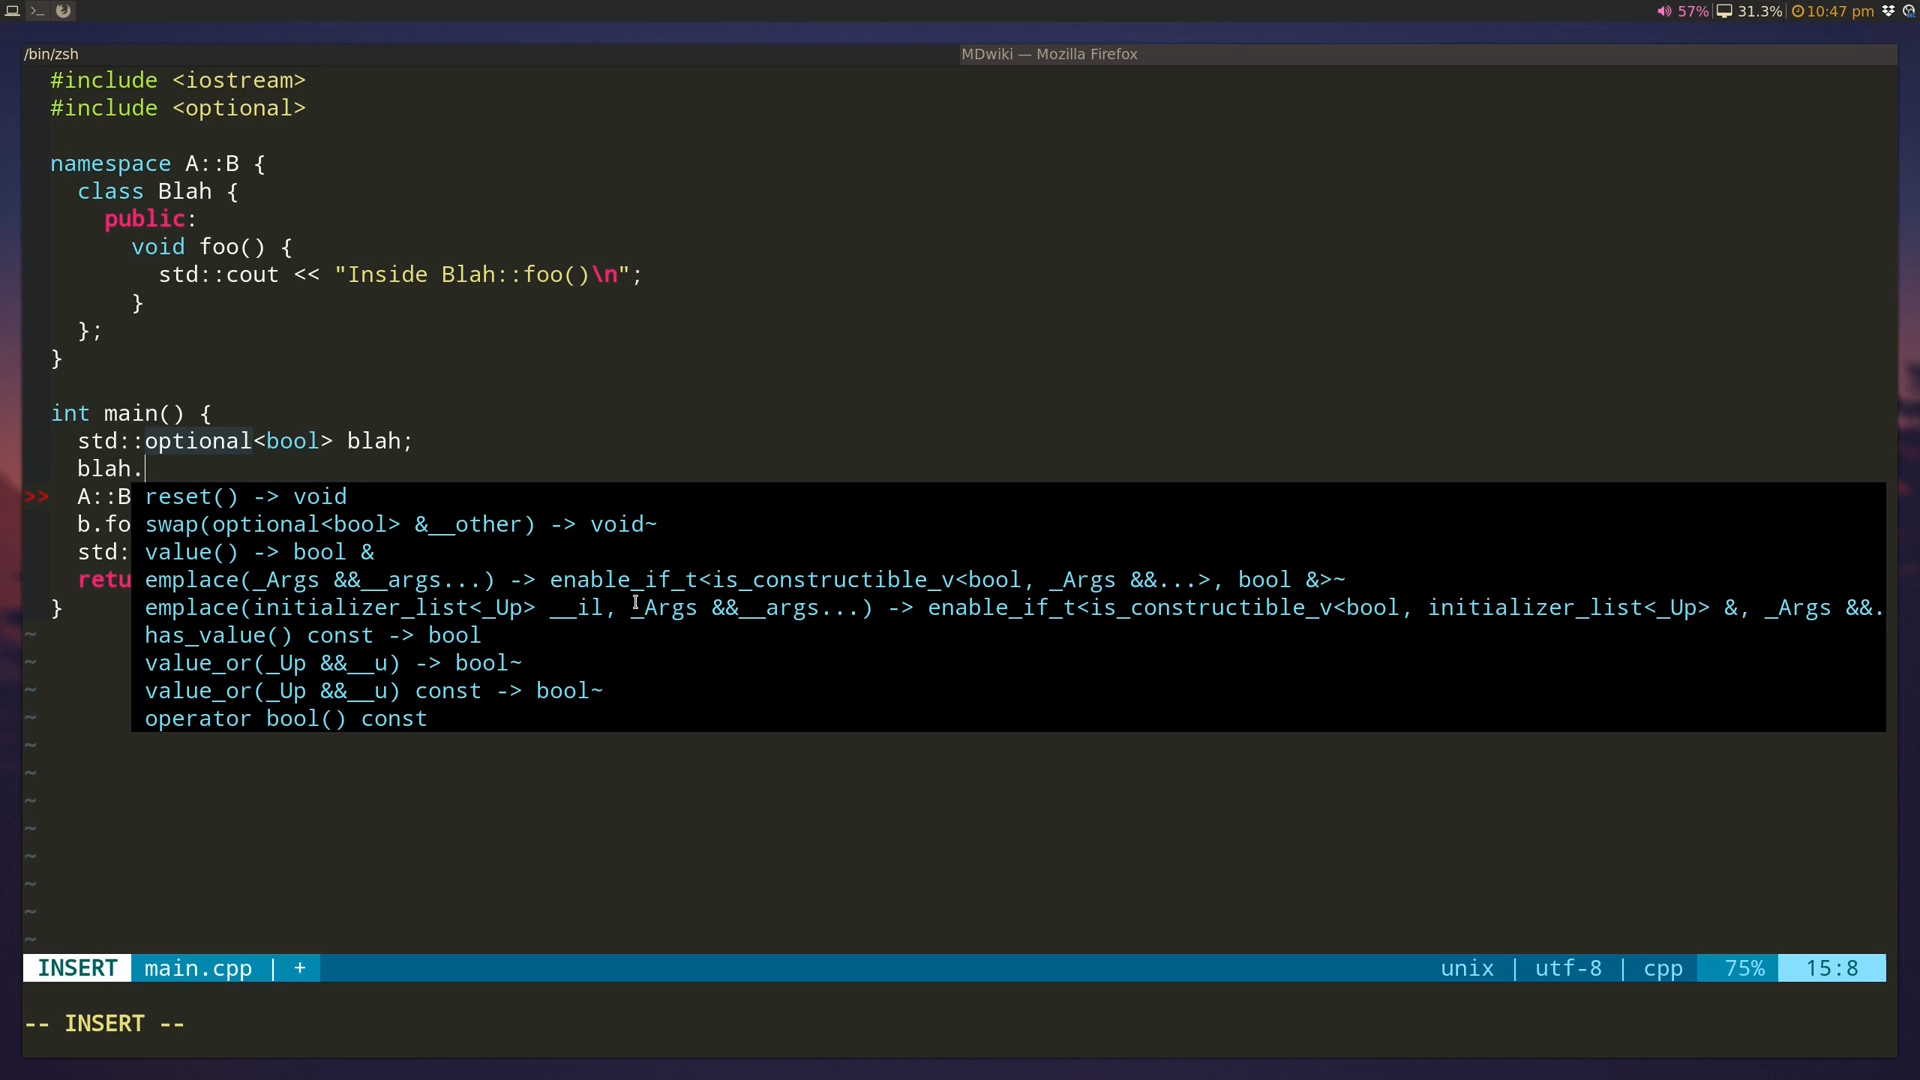 57% 31.3% 10:47 pm
/bin/zsh
MDwiki — Mozilla Firefox
#include <iostream>
#include <optional>
namespace A::B {
class Blah {
public:
void foo() {
std::cout << "Inside Blah::foo()\n";
}
};
}
int main() {
std::optional<bool> blah;
blah.
>> A::B reset() -> void
b.fo swap(optional<bool> &__other) -> void~
std: value() -> bool &
retu emplace(_Args &&__args...) -> enable_if_t<is_constructible_v<bool, _Args &&...>, bool &>~
} emplace(initializer_list<_Up> __il, _Args &&__args...) -> enable_if_t<is_constructible_v<bool, initializer_list<_Up> &, _Args &&.
~ has_value() const -> bool
~ value_or(_Up &&__u) -> bool~
~ value_or(_Up &&__u) const -> bool~
~ operator bool() const
~
~
~
~
~
~
~
~
INSERT main.cpp | + unix | utf-8 | cpp 75% 15:8
-- INSERT --